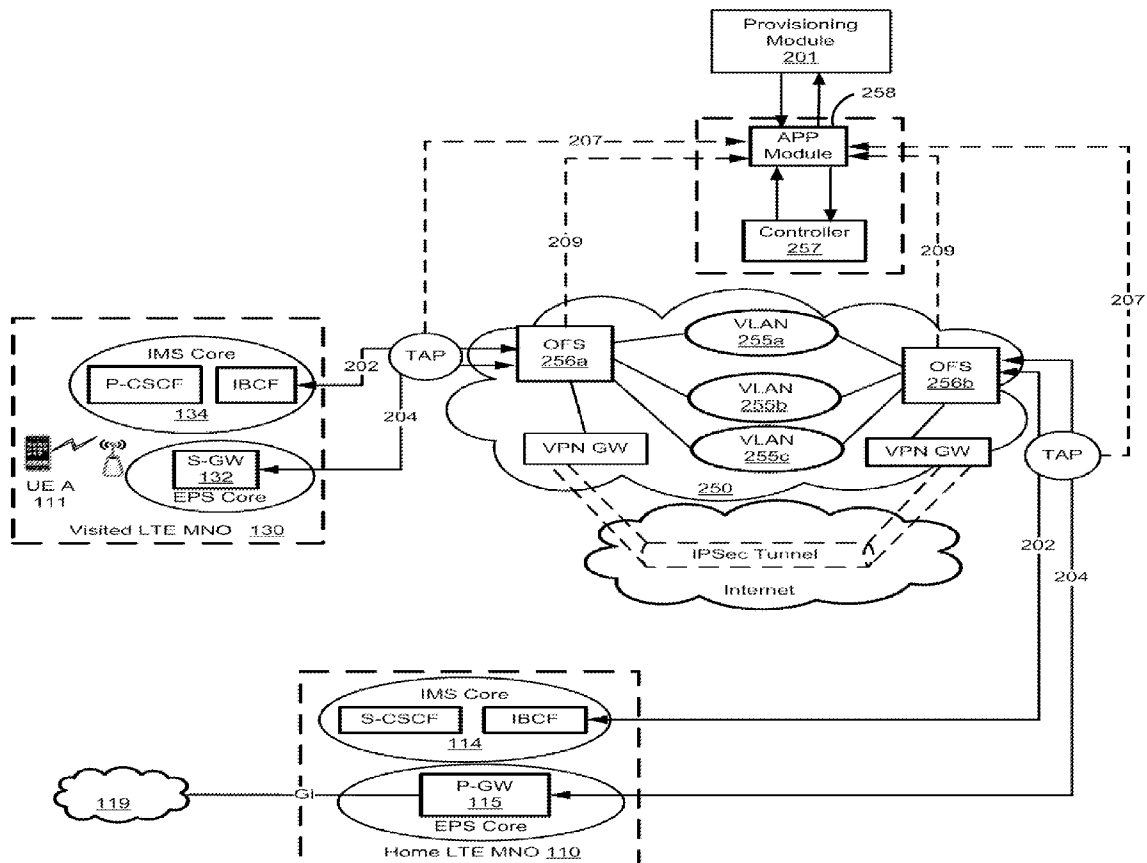 Provisioning
Module
201
258
APP
Module
207
209
Controller
257
209
207
IMS Core
P-CSCF
IBCF
134
202
TAP
204
OFS
256a
VLAN
255a
VLAN
255b
VLAN
255c
OFS
256b
VPN GW
VPN GW
250
TAP
UE A
111
S-GW
132
EPS Core
Visited LTE MNO 130
IPSec Tunnel
Internet
202
204
IMS Core
S-CSCF
IBCF
114
119
Gi
P-GW
115
EPS Core
Home LTE MNO 110